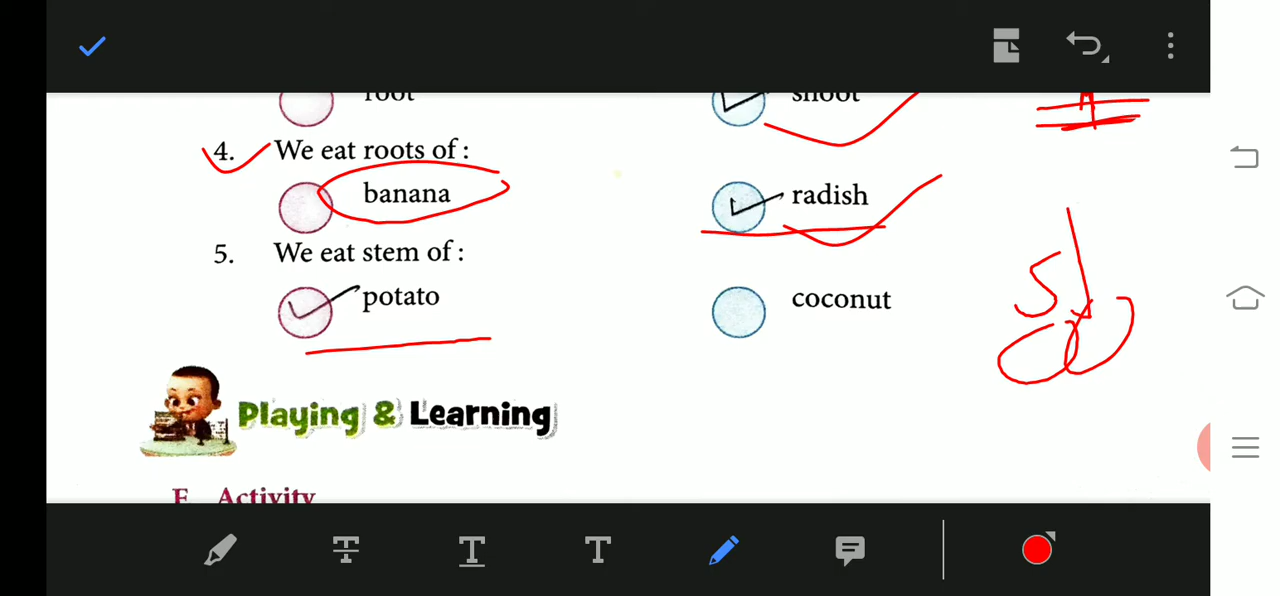 root shoot
4. We eat roots of :
banana radish
5. We eat stem of :
potato coconut
Playing & Learning
Activity